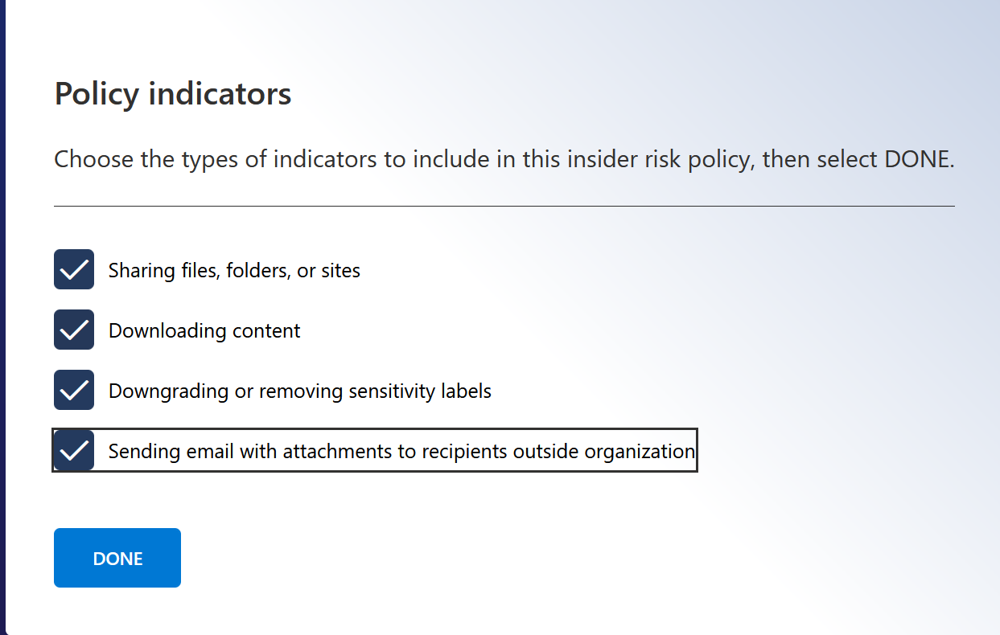 Policy indicators
Choose the types of indicators to include in this insider risk policy, then select DONE.
Sharing files, folders, or sites
Downloading content
Downgrading or removing sensitivity labels
Sending email with attachments to recipients outside organization
DONE